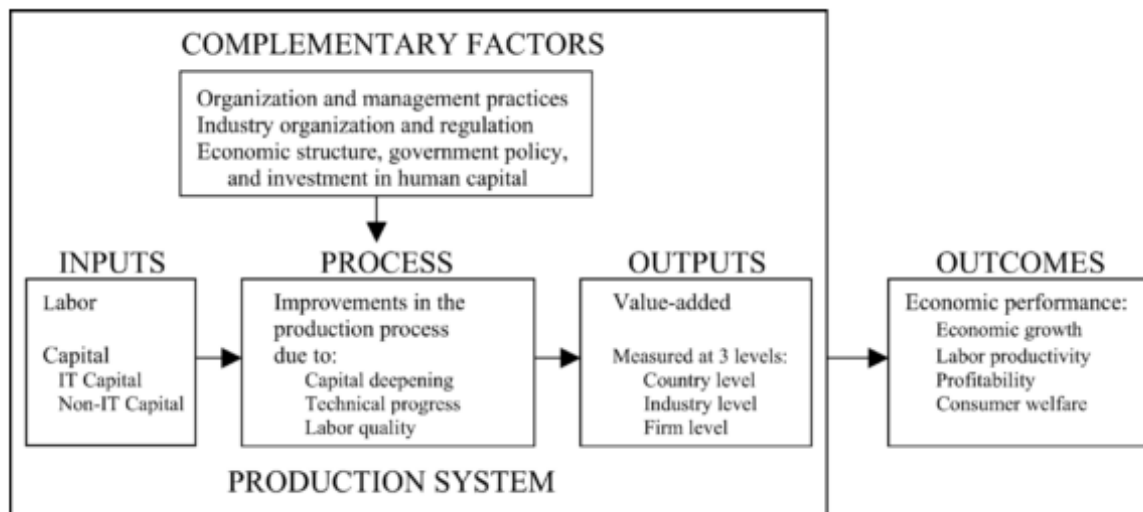 COMPLEMENTARY FACTORS
Organization and management practices
Industry organization and regulation
Economic structure, government policy,
and investment in human capital
INPUTS
Labor
Capital
IT Capital
Non-IT Capital
PROCESS
Improvements in the
production process
due to:
Capital deepening
Technical progress
Labor quality
OUTPUTS
Value-added
Measured at 3 levels:
Country level
Industry level
Firm level
OUTCOMES
Economic performance:
Economic growth
Labor productivity
Profitability
Consumer welfare
PRODUCTION SYSTEM